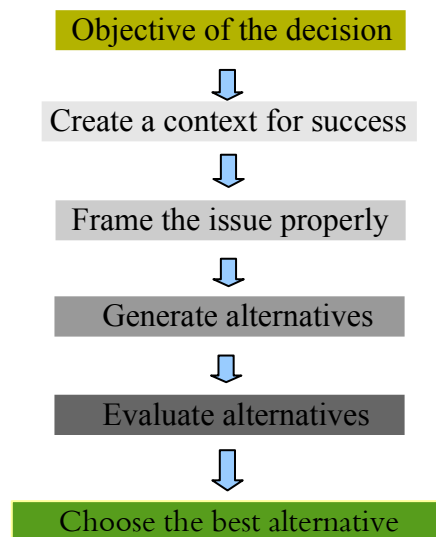 Objective of the decision
Create a context for success
Frame the issue properly
Generate alternatives
Evaluate alternatives
Choose the best alternative